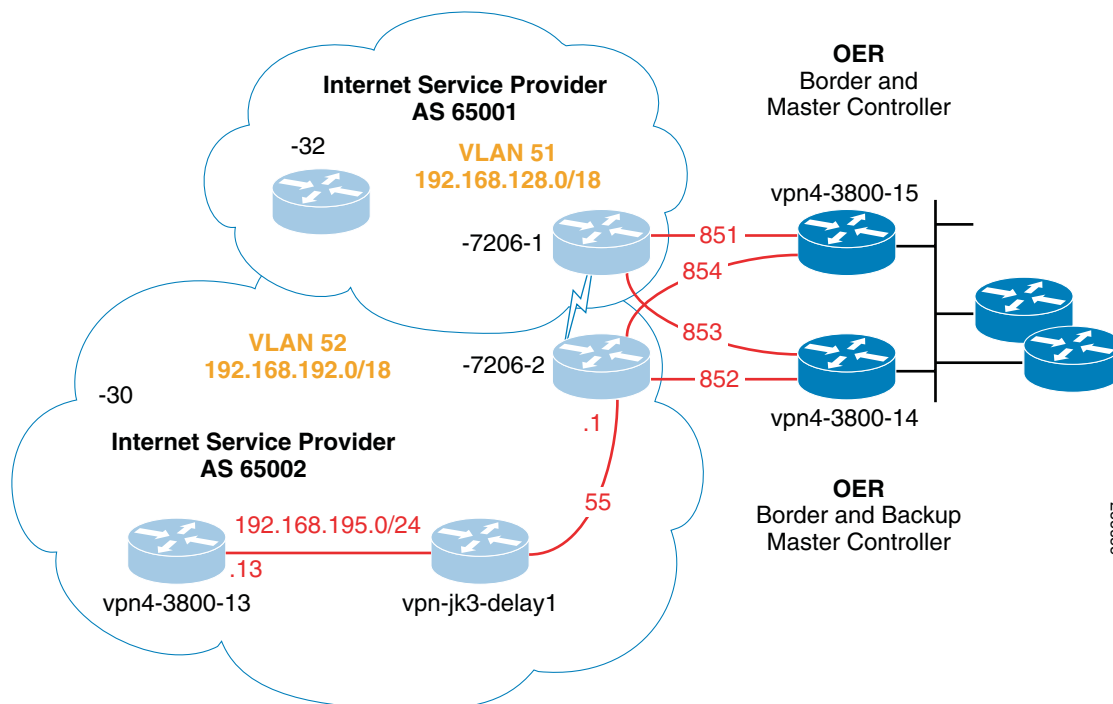 OER
Border and
Master Controller
Internet Service Provider
AS 65001
-32
VLAN 51
192.168.128.0/18
vpn4-3800-15
-7206-1
851
854
853
VLAN 52
192.168.192.0/18
-7206-2
852
-30
vpn4-3800-14
.1
Internet Service Provider
AS 65002
55
OER
Border and Backup
Master Controller
192.168.195.0/24
.13
vpn4-3800-13
vpn-jk3-delay1